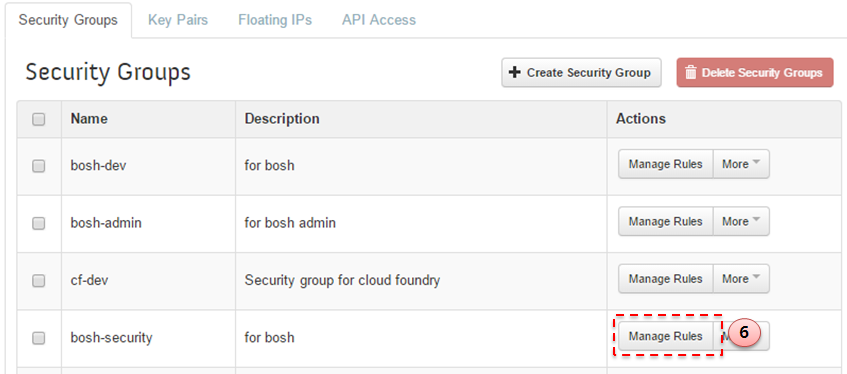 Security Groups Key Pairs Floating IPs API Access
Security Groups Create Security Group Delete Security Groups
Name Description Actions
bosh-dev for bosh Manage Rules More
bosh-admin for bosh admin Manage Rules More
cf-dev Security group for cloud foundry Manage Rules More
bosh-security for bosh Manage Rules 6